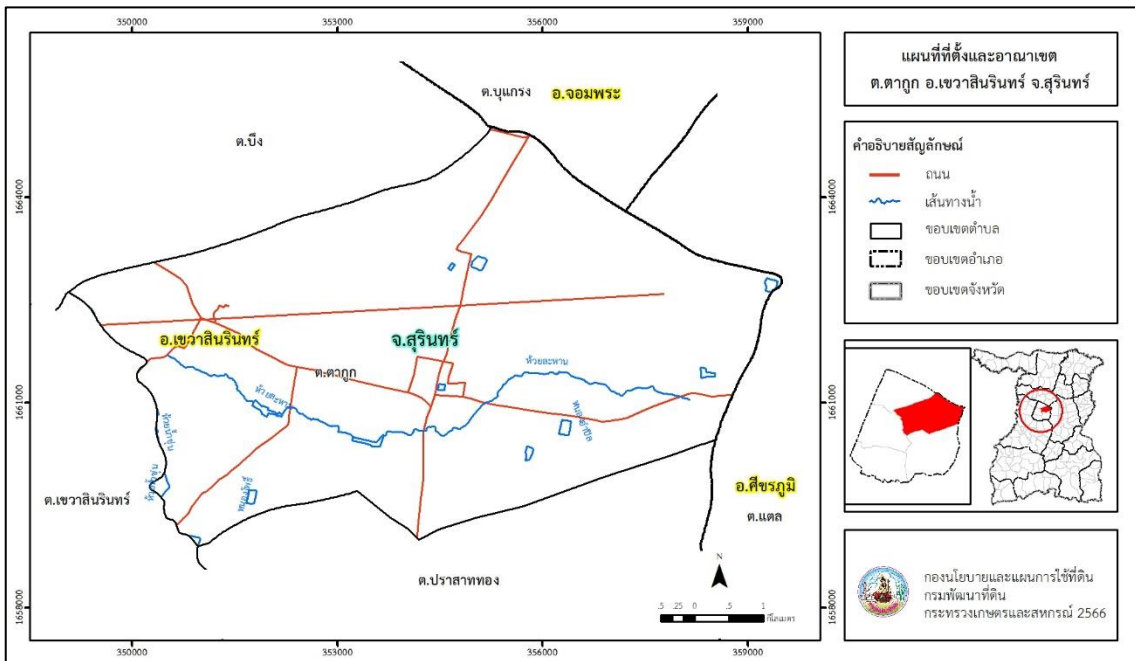 350000
353000
356000
359000
แผนที่ที่ตั้งและอาณาเขต
ต.ตากูก อ.เขวาสินรินทร์ จ.สุรินทร์
ต.บุแกรง
อ.จอมพระ
ต.บึง
1664000
1664000
คำอธิบายสัญลักษณ์
ถนน
เส้นทางน้ำ
ขอบเขตตำบล
ขอบเขตอำเภอ
ขอบเขตจังหวัด
อ.เขวาสินรินทร์
จ.สุรินทร์
ต.ตากูก
ห้วยตะหาน
1661000
1661000
ต.เขวาสินรินทร์
อ.ศีขรภูมิ
ต.แตล
ต.ปราสาททอง
N
.5 .25 0 .5 1
กิโลเมตร
1658000
1658000
กองนโยบายและแผนการใช้ที่ดิน
กรมพัฒนาที่ดิน
กระทรวงเกษตรและสหกรณ์ 2566
350000
353000
356000
359000